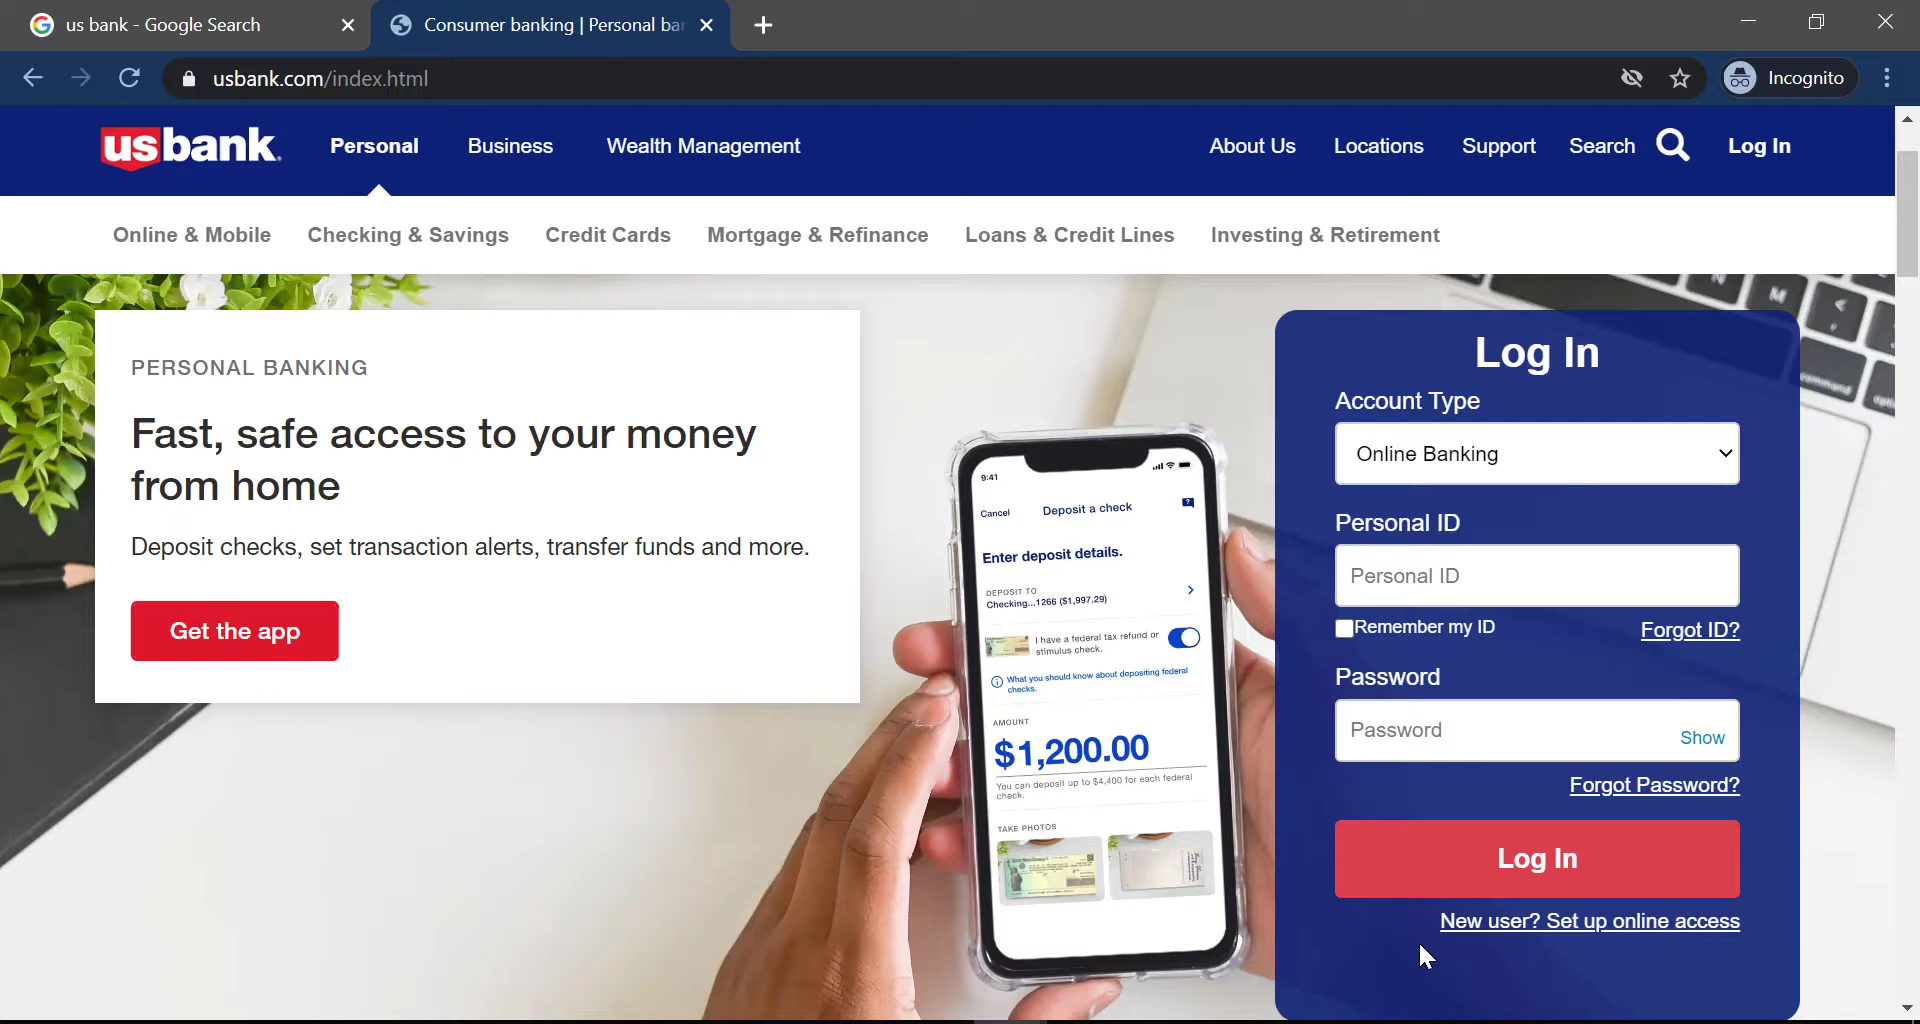 us bank - Google Search
Consumer banking | Personal bar
usbank.com/index.html
Incognito
usbank.
Personal
Business
Wealth Management
About Us
Locations
Support
Search
Log In
Online & Mobile
Checking & Savings
Credit Cards
Mortgage & Refinance
Loans & Credit Lines
Investing & Retirement
PERSONAL BANKING
Fast, safe access to your money
from home
Deposit checks, set transaction alerts, transfer funds and more.
Get the app
9:41
Cancel
Deposit a check
Enter deposit details.
DEPOSIT TO
Checking...1266 ($1,997.29)
I have a federal tax refund or
stimulus check.
What you should know about depositing federal
checks.
AMOUNT
$1,200.00
You can deposit up to $4,400 for each federal
check.
TAKE PHOTOS
Log In
Account Type
Online Banking
Personal ID
Personal ID
Remember my ID
Forgot ID?
Password
Password
Show
Forgot Password?
Log In
New user? Set up online access
N
M
<
command